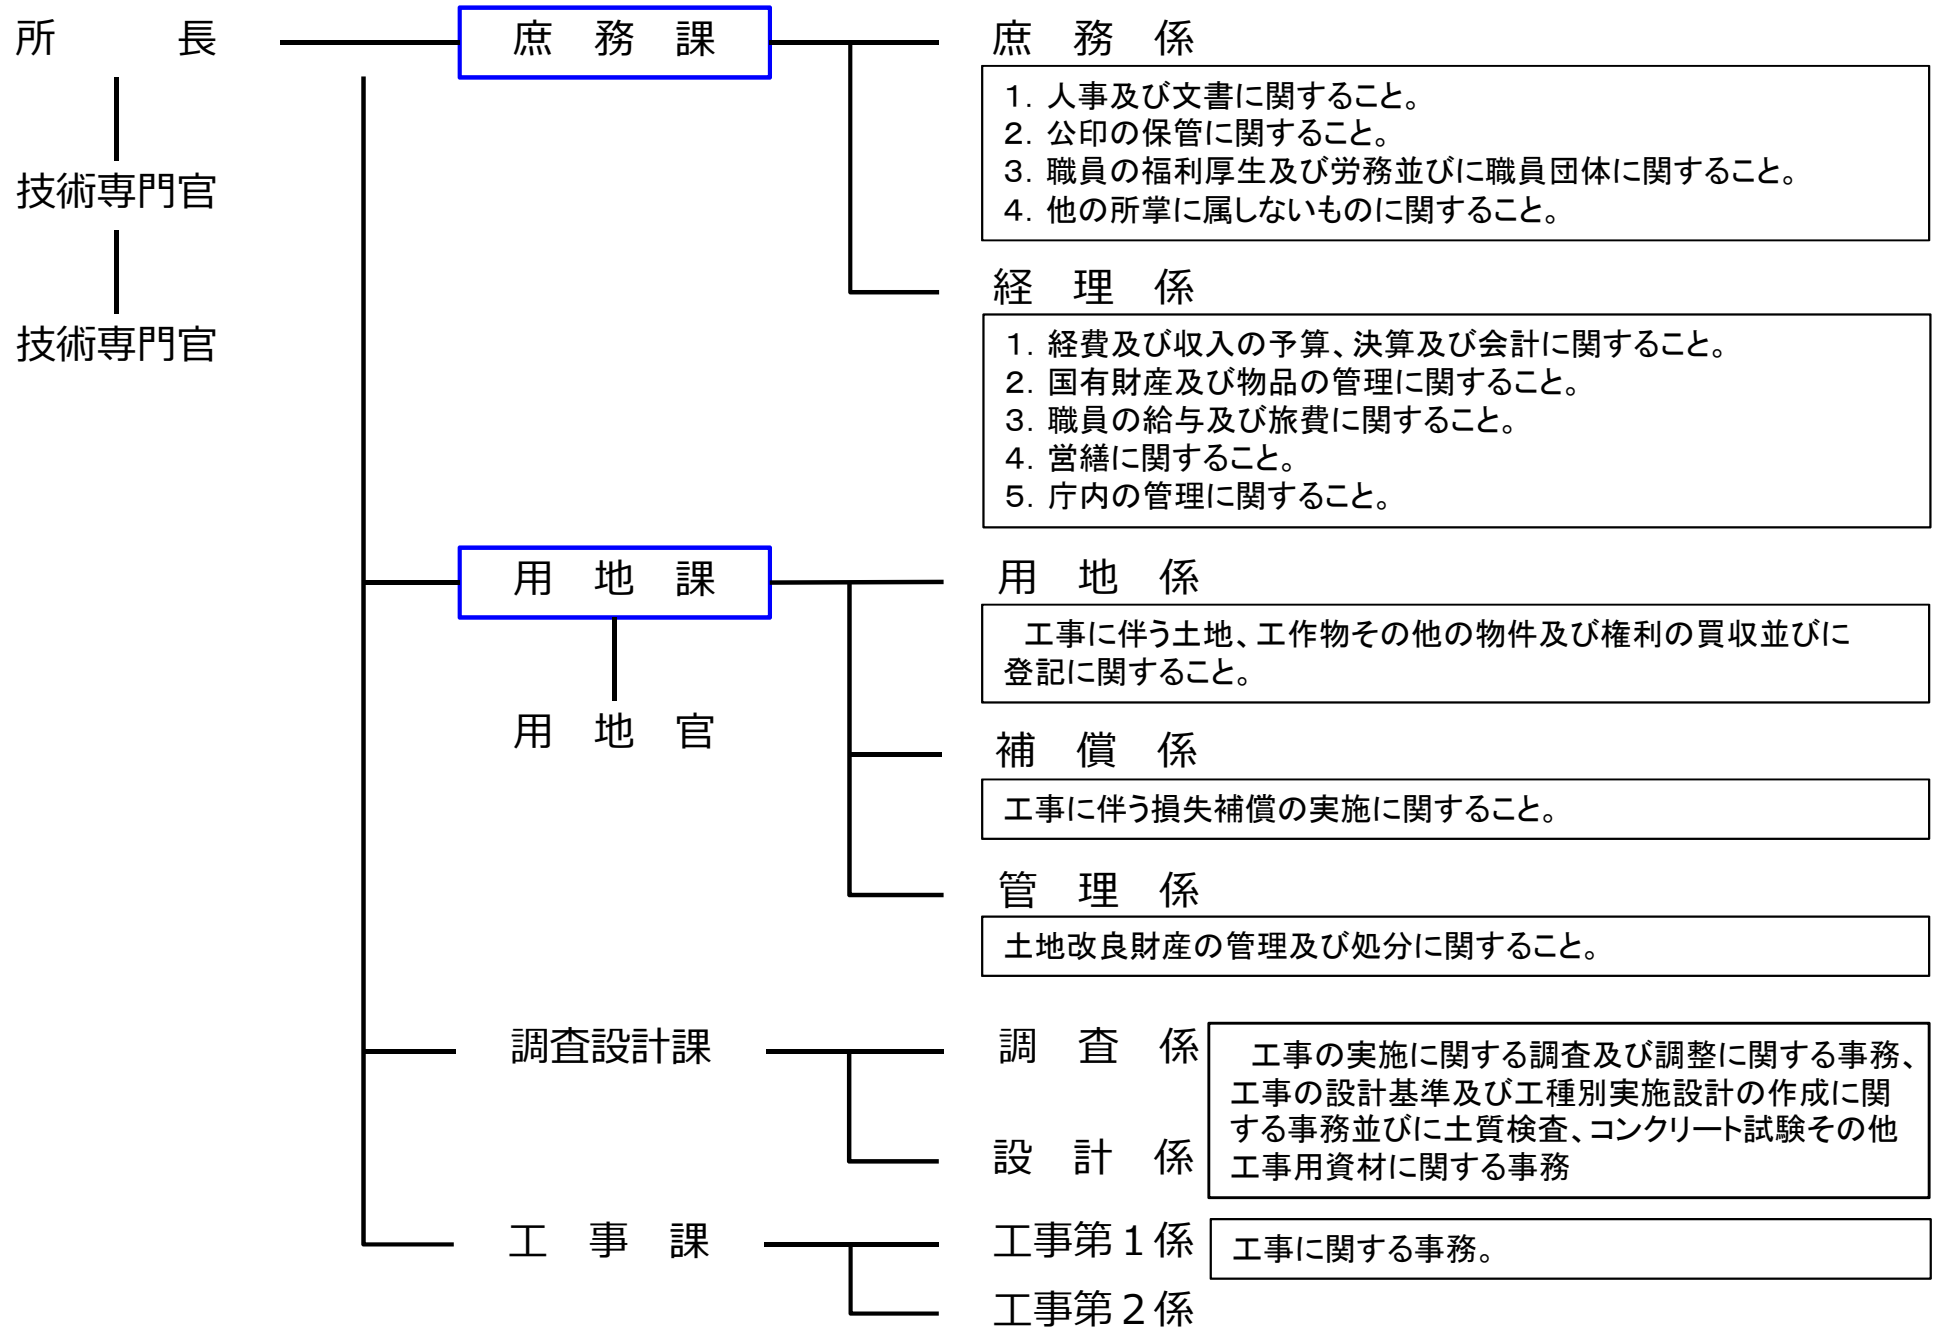 所　　　長
庶　務　課
庶　務　係
1．人事及び文書に関すること。
2．公印の保管に関すること。
3．職員の福利厚生及び労務並びに職員団体に関すること。
4．他の所掌に属しないものに関すること。
技術専門官
技術専門官
経　理　係
1．経費及び収入の予算、決算及び会計に関すること。
2．国有財産及び物品の管理に関すること。
3．職員の給与及び旅費に関すること。
4．営繕に関すること。
5．庁内の管理に関すること。
用　地　課
用　地　官
用　地　係
工事に伴う土地、工作物その他の物件及び権利の買収並びに
登記に関すること。
補　償　係
工事に伴う損失補償の実施に関すること。
管　理　係
土地改良財産の管理及び処分に関すること。
調査設計課
調　査　係
設　計　係
工事の実施に関する調査及び調整に関する事務、
工事の設計基準及び工種別実施設計の作成に関
する事務並びに土質検査、コンクリート試験その他
工事用資材に関する事務
工　事　課
工事第１係
工事に関する事務。
工事第２係